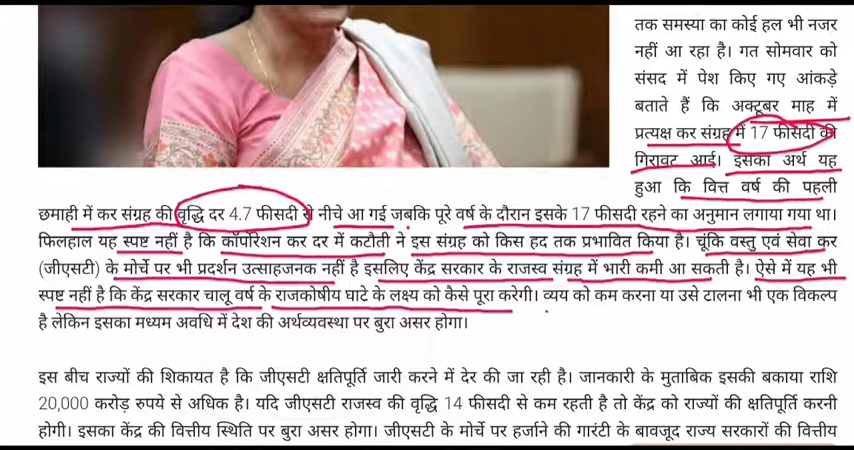 तक समस्या का कोई हल भी नजर
नहीं आ रहा है। गत सोमवार को
संसद में पेश किए गए आंकड़े
बताते हैं कि अक्टूबर माह में
प्रत्यक्ष कर संग्रह में 17 फीसदी की
गिरावट आई। इसका अर्थ यह
हुआ कि वित्त वर्ष की पहली
छमाही में कर संग्रह की वृद्धि दर 4.7 फीसदी से नीचे आ गई जबकि पूरे वर्ष के दौरान इसके 17 फीसदी रहने का अनुमान लगाया गया था।
फिलहाल यह स्पष्ट नहीं है कि कॉर्पोरेशन कर दर में कटौती ने इस संग्रह को किस हद तक प्रभावित किया है। चूंकि वस्तु एवं सेवा कर
(जीएसटी) के मोर्चे पर भी प्रदर्शन उत्साहजनक नहीं है इसलिए केंद्र सरकार के राजस्व संग्रह में भारी कमी आ सकती है। ऐसे में यह भी
स्पष्ट नहीं है कि केंद्र सरकार चालू वर्ष के राजकोषीय घाटे के लक्ष्य को कैसे पूरा करेगी। व्यय को कम करना या उसे टालना भी एक विकल्प
है लेकिन इसका मध्यम अवधि में देश की अर्थव्यवस्था पर बुरा असर होगा।
इस बीच राज्यों की शिकायत है कि जीएसटी क्षतिपूर्ति जारी करने में देर की जा रही है। जानकारी के मुताबिक इसकी बकाया राशि
20,000 करोड़ रुपये से अधिक है। यदि जीएसटी राजस्व की वृद्धि 14 फीसदी से कम रहती है तो केंद्र को राज्यों की क्षतिपूर्ति करनी
होगी। इसका केंद्र की वित्तीय स्थिति पर बुरा असर होगा। जीएसटी के मोर्चे पर हर्जाने की गारंटी के बावजूद राज्य सरकारों की वित्तीय